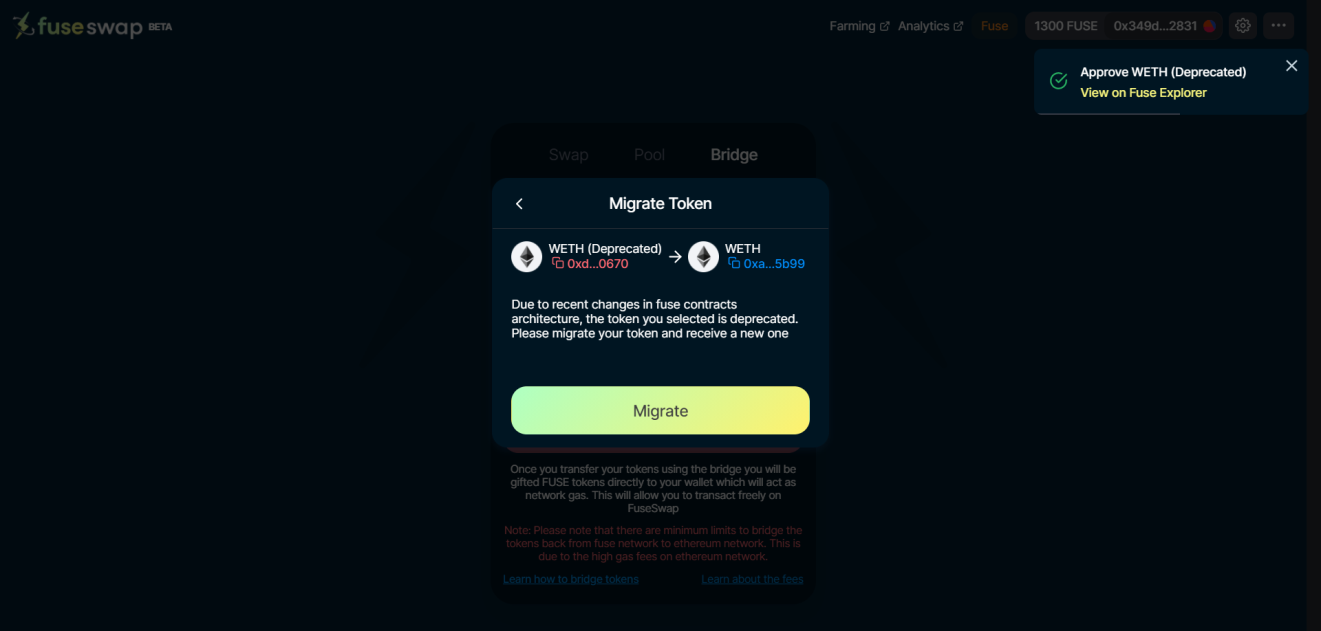 fuseswap BETA
Farming Analytics Fuse 1300 FUSE 0x349d...2831
Approve WETH (Deprecated)
View on Fuse Explorer
Swap Pool Bridge
Migrate Token
WETH (Deprecated) WETH
0xd...0670 0xa...5b99
Due to recent changes in fuse contracts
architecture, the token you selected is deprecated.
Please migrate your token and receive a new one
Migrate
Once you transfer your tokens using the bridge you will be
gifted FUSE tokens directly to your wallet which will act as
network gas. This will allow you to transact freely on
FuseSwap
Note: Please note that there are minimum limits to bridge the
tokens back from fuse network to ethereum network. This is
due to the high gas fees on ethereum network.
Learn how to bridge tokens Learn about the fees